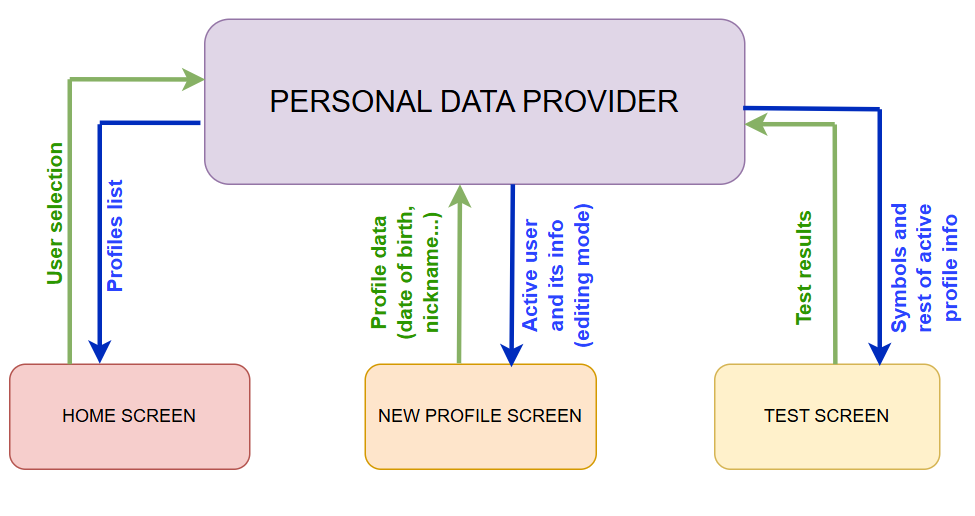 PERSONAL DATA PROVIDER
User selection
Profiles list
Profile data
(date of birth,
nickname...)
Active user
and its info
(editing mode)
Test results
Symbols and
rest of active
profile info
HOME SCREEN
NEW PROFILE SCREEN
TEST SCREEN